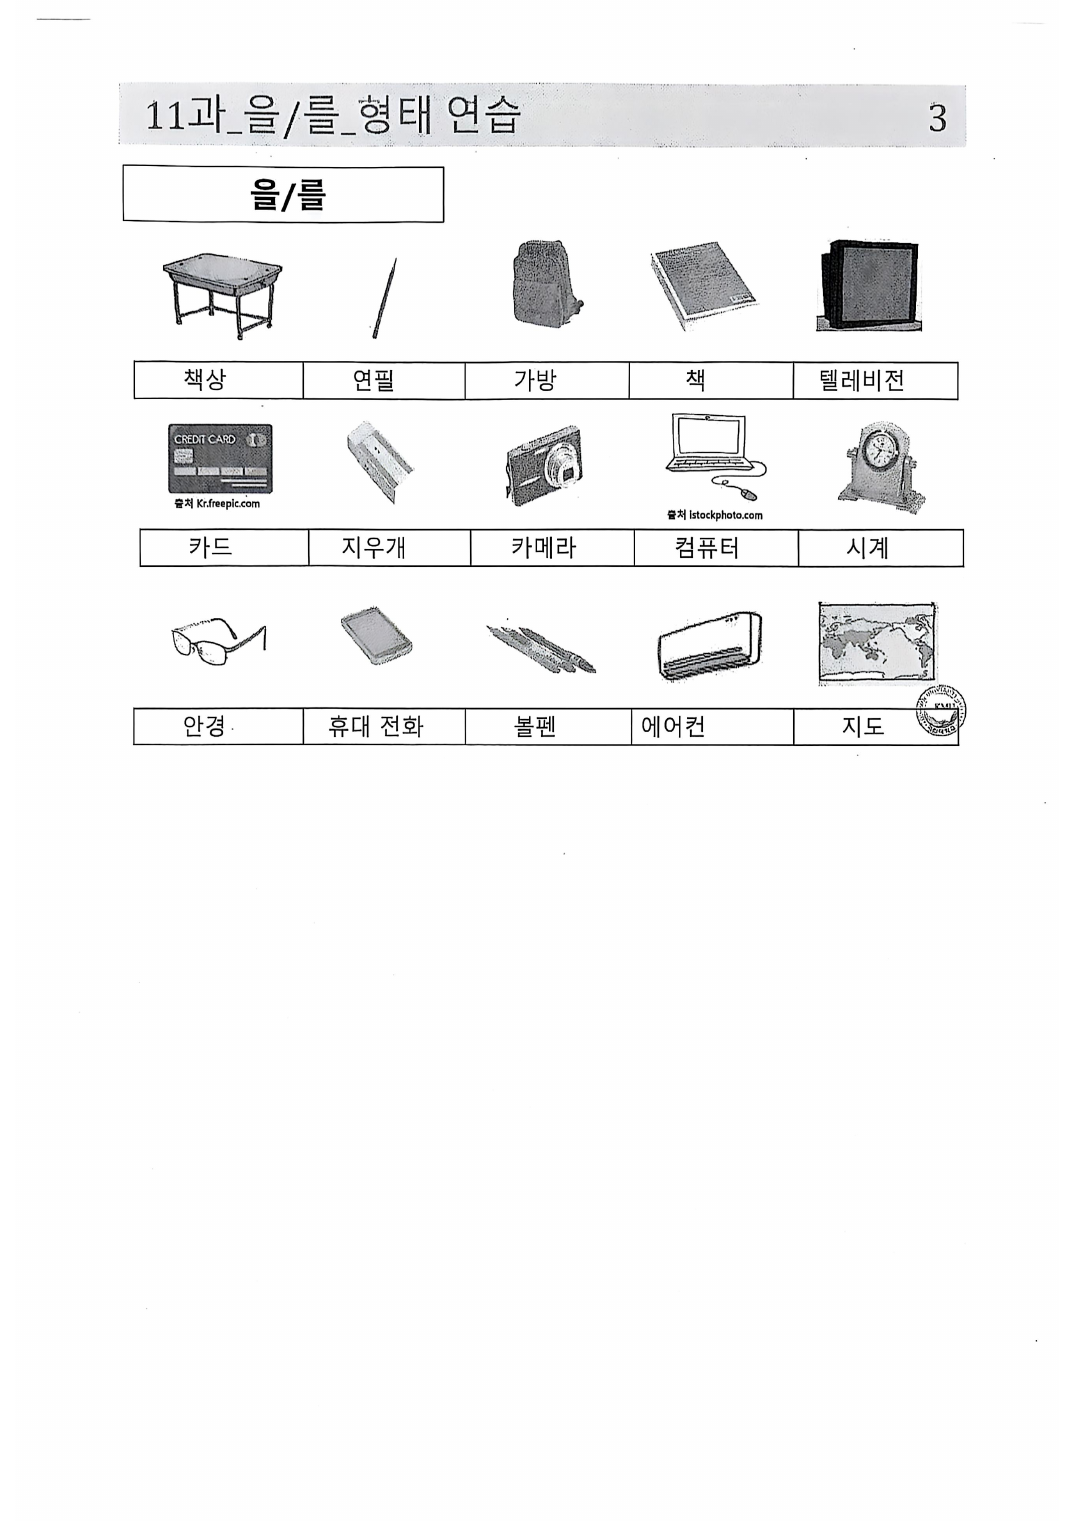 11과_을/를_형태 연습 3
을/를
책상 연필 가방 책 텔레비전
CREDIT CARD
출처 Kr.freepic.com
출처 istockphoto.com
카드 지우개 카메라 컴퓨터 시계
안경 휴대 전화 볼펜 에어컨 지도